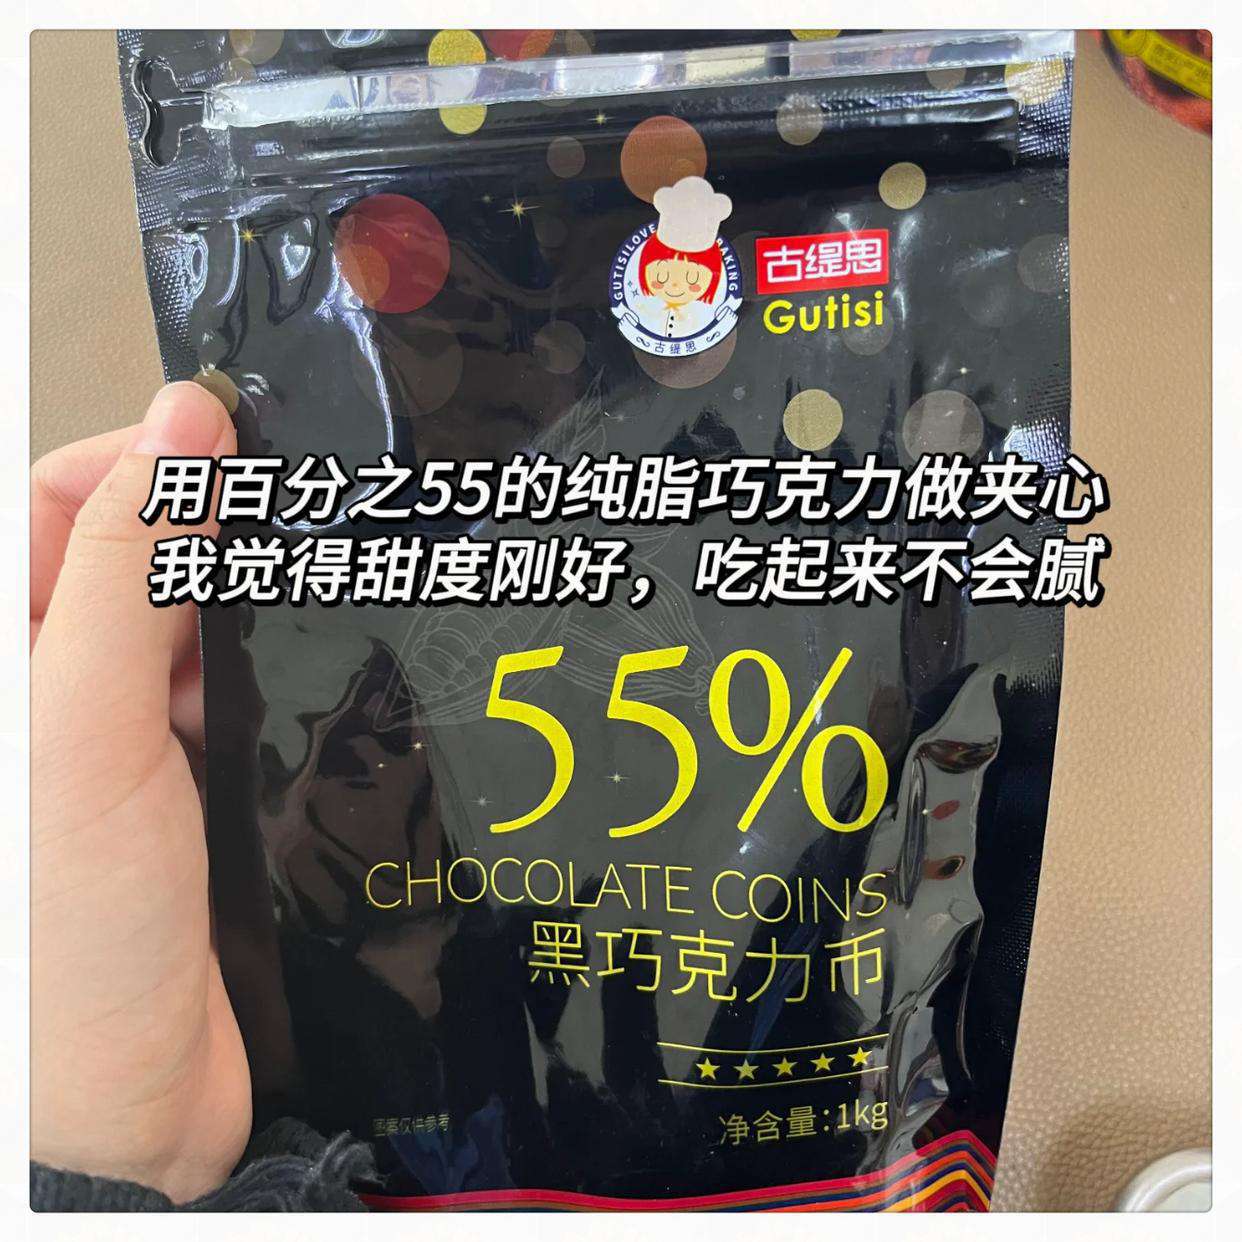 GUTISILOVE BAKING
古缇思
古缇思
Gutisi
用百分之55的纯脂巧克力做夹心
我觉得甜度刚好，吃起来不会腻
55%
CHOCOLATE COINS
黑巧克力币
净含量:1kg
图案仅供参考